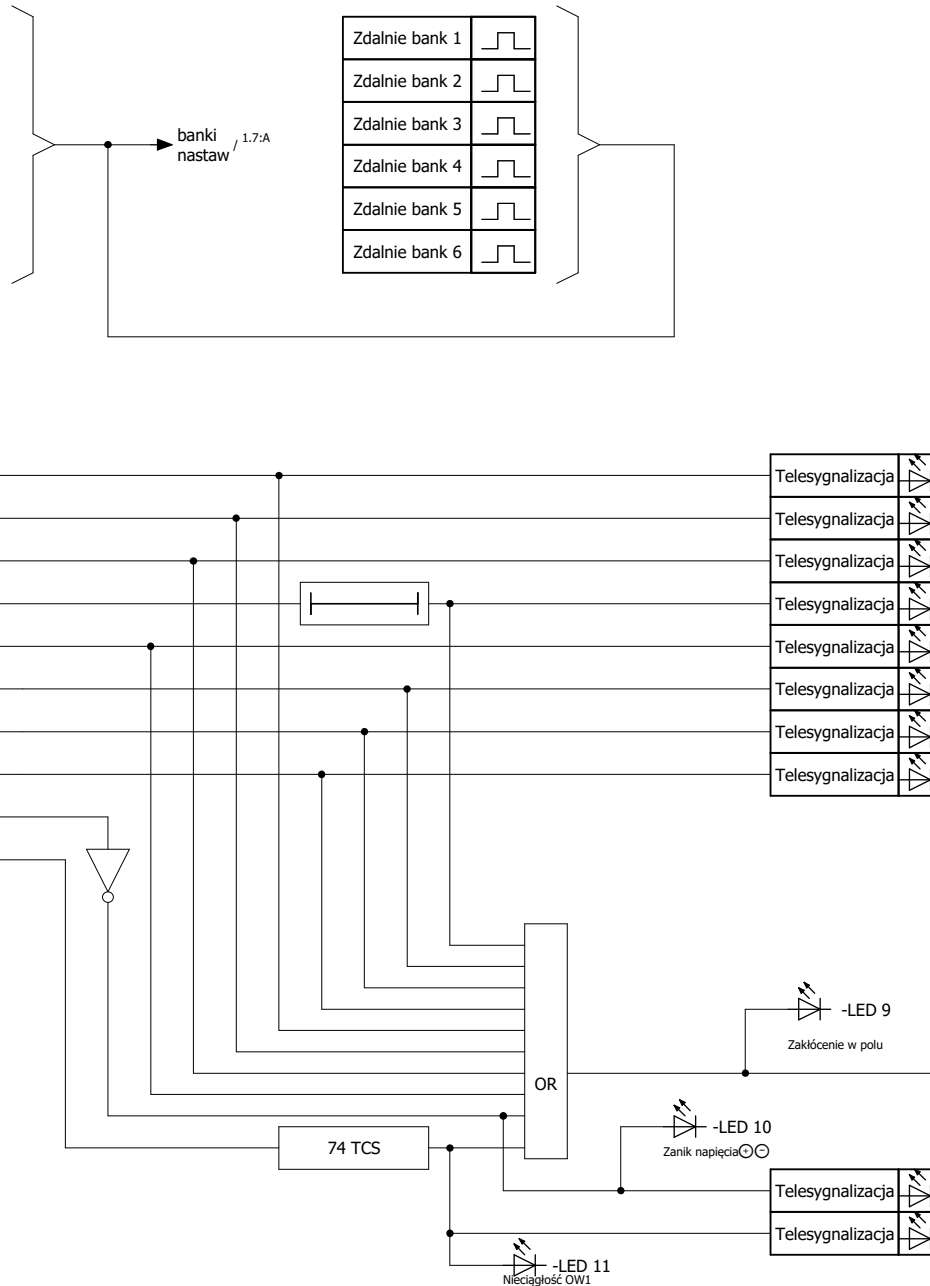 Zdalnie bank 1
Zdalnie bank 2
banki
nastaw / 1.7:A
Zdalnie bank 3
Zdalnie bank 4
Zdalnie bank 5
Zdalnie bank 6
Telesygnalizacja
Telesygnalizacja
Telesygnalizacja
Telesygnalizacja
Telesygnalizacja
Telesygnalizacja
Telesygnalizacja
Telesygnalizacja
-LED 9
Zakłócenie w polu
OR
-LED 10
Zanik napięcia⊕⊖
74 TCS
Telesygnalizacja
Telesygnalizacja
-LED 11
Nieciągłość OW1